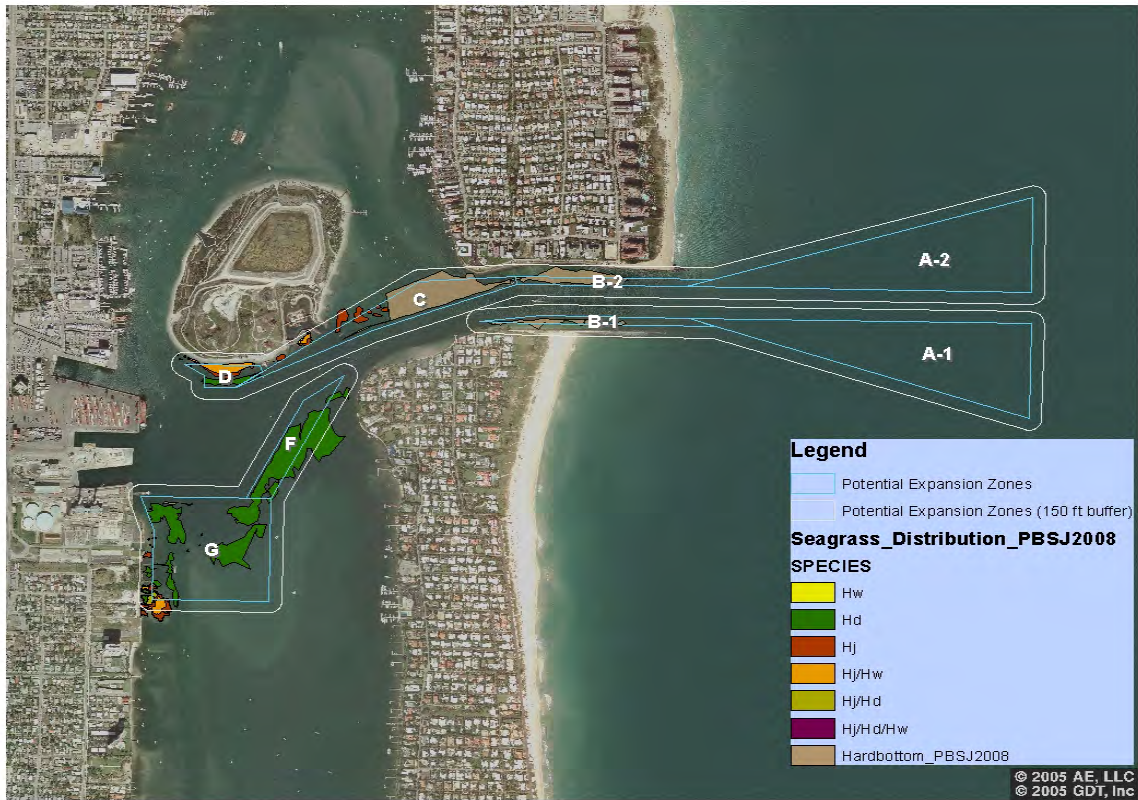 A-2
B-2
C
B-1
A-1
D
F
G
Legend
Potential Expansion Zones
Potential Expansion Zones (150 ft buffer)
Seagrass_Distribution_PBSJ2008
SPECIES
Hw
Hd
Hj
Hj/Hw
Hj/Hd
Hj/Hd/Hw
Hardbottom_PBSJ2008
© 2005 AE, LLC
© 2005 GDT, Inc